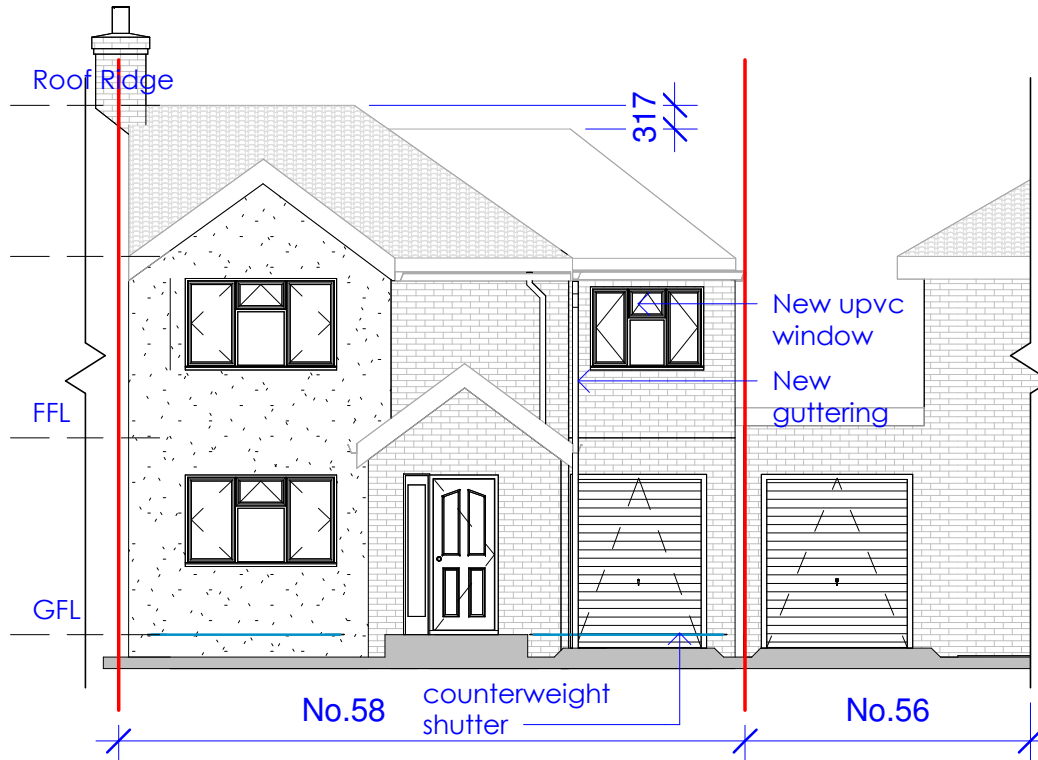 Roof Ridge
317
New upvc
window
New
guttering
FFL
GFL
counterweight
shutter
No.58
No.56